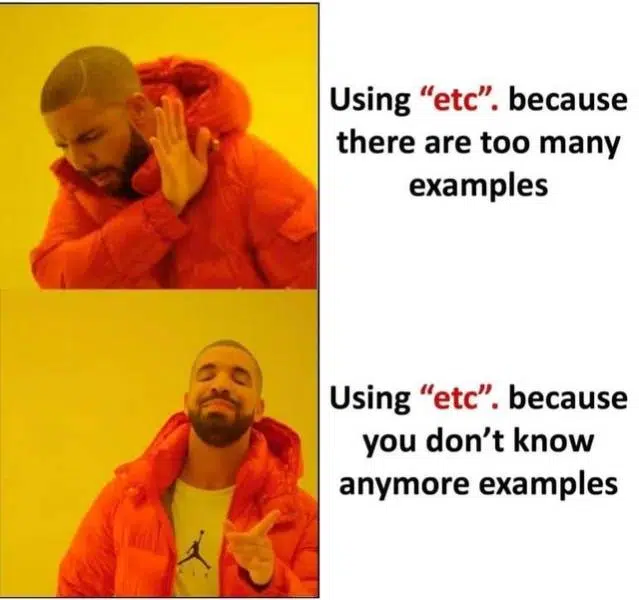 Using “etc”. because
there are too many
examples
Using “etc”. because
you don’t know
anymore examples